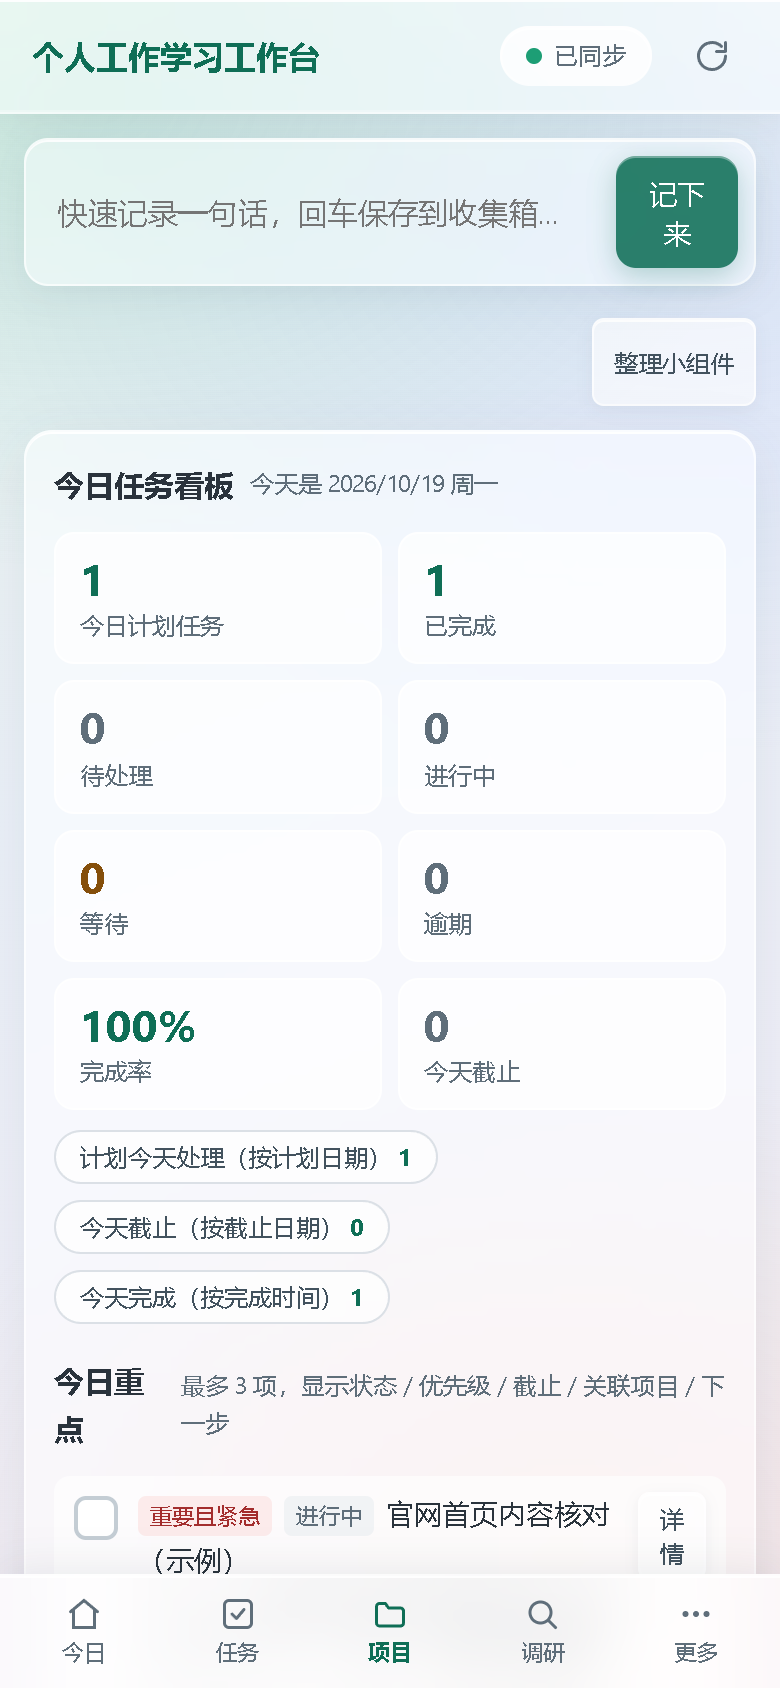 个人工作学习工作台
已同步
快速记录一句话，回车保存到收集箱...
记下
来
整理小组件
今日任务看板 今天是 2026/10/19 周一
1
今日计划任务
1
已完成
0
待处理
0
进行中
0
等待
0
逾期
100%
完成率
0
今天截止
计划今天处理（按计划日期） 1
今天截止（按截止日期） 0
今天完成（按完成时间） 1
今日重
点
最多 3 项，显示状态 / 优先级 / 截止 / 关联项目 / 下
一步
重要且紧急 进行中 官网首页内容核对
（示例）
详
情
今日
任务
项目
调研
更多